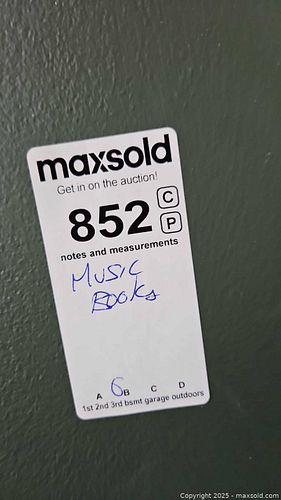 maxsold
Get in on the auction!
852 C P
notes and measurements
MUSIC
BOOKS
6
A B C D
1st 2nd 3rd bsmt garage outdoors
Copyright 2025 - maxsold.com